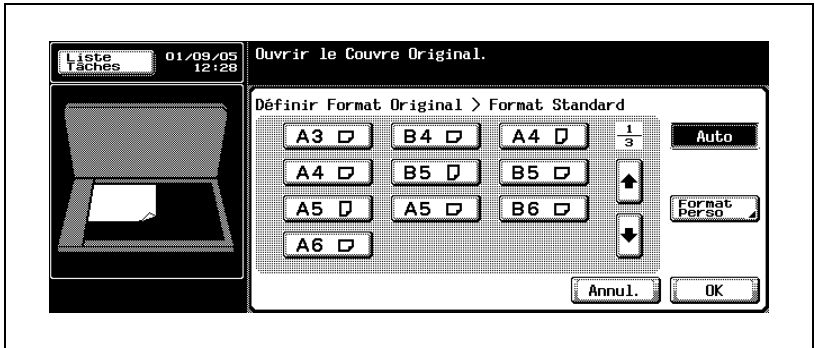 Liste
Tâches
01/09/05
12:28
Ouvrir le Couvre Original.
Définir Format Original > Format Standard
A3 B4 A4 1/3 Auto
A4 B5 B5
A5 A5 B6 Format
Perso
A6
Annul. OK